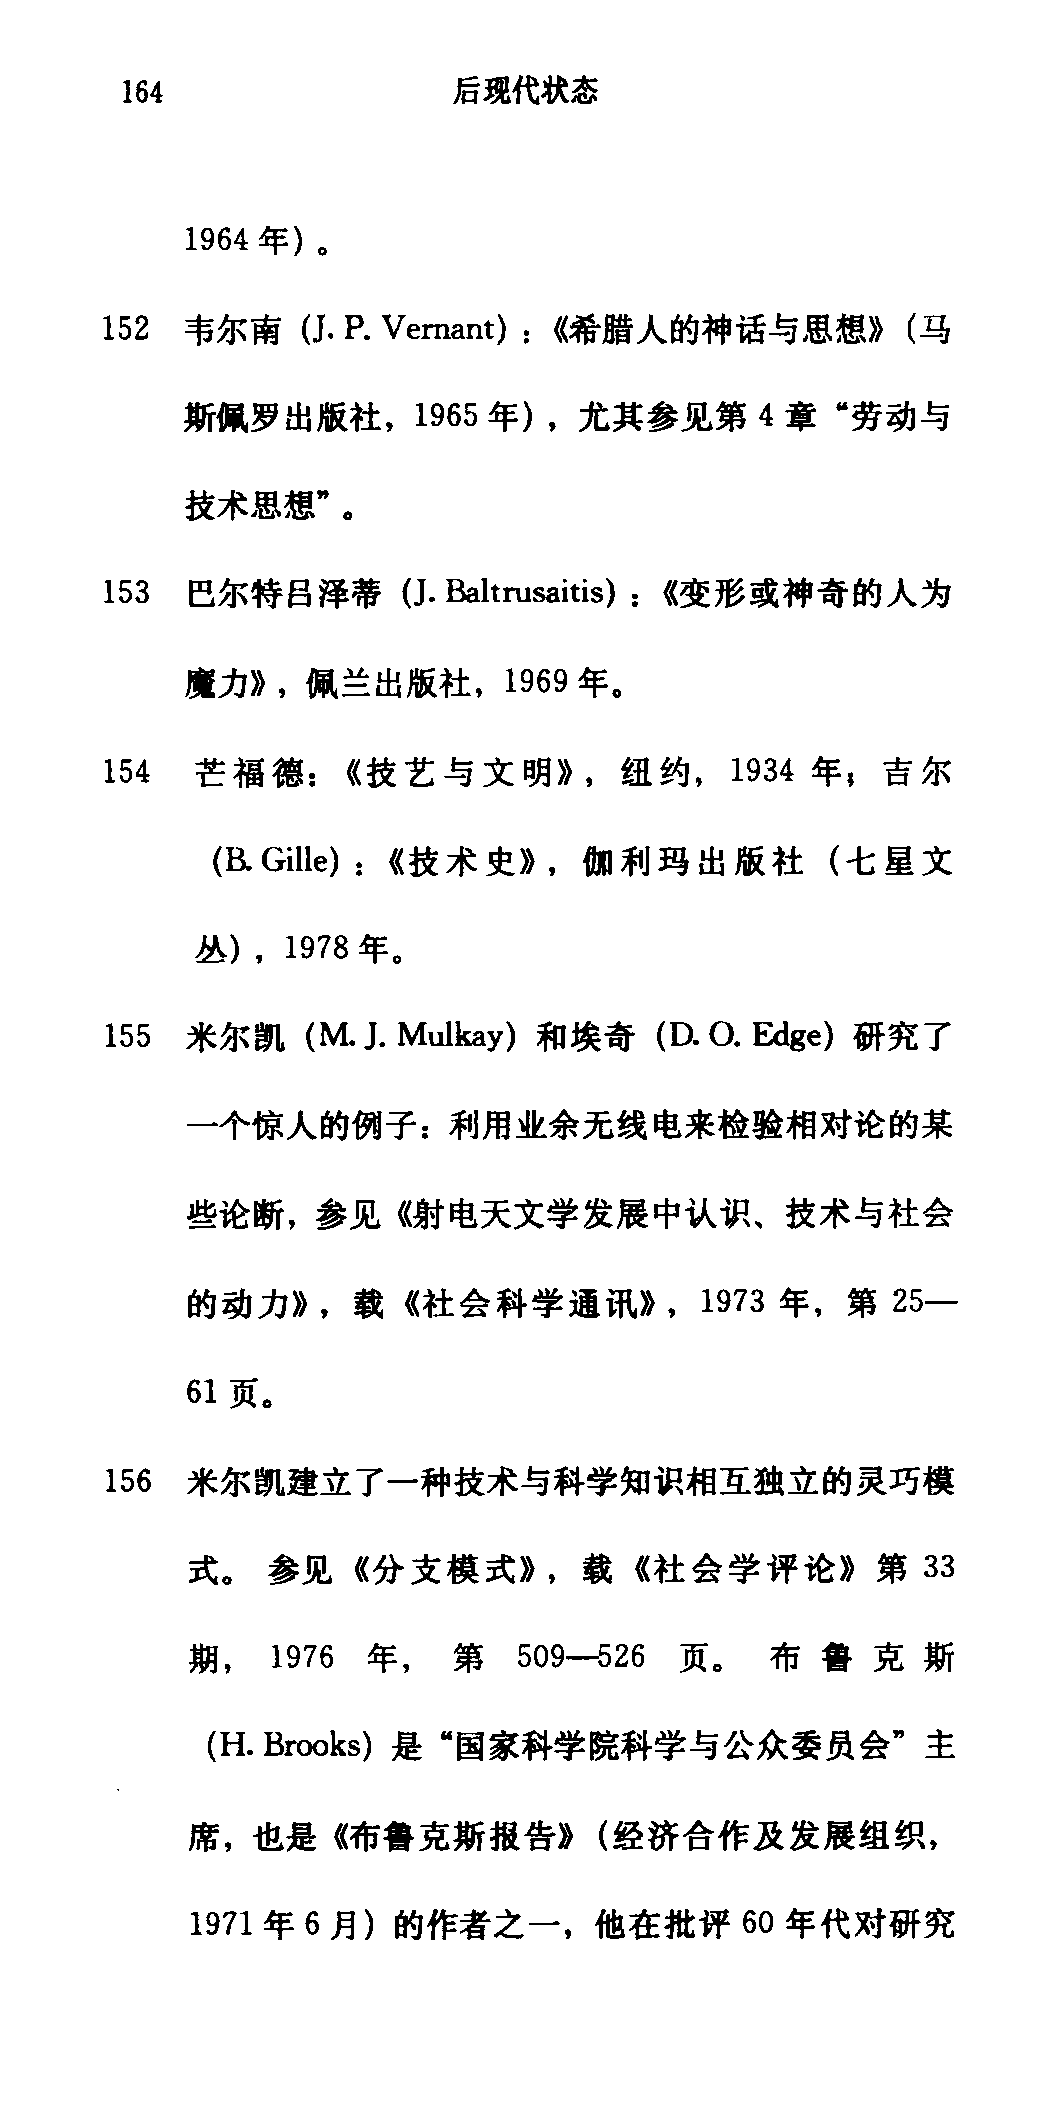 164 后现代状态
1964 年）。
152 韦尔南（J. P. Vernant）：《希腊人的神话与思想》（马
斯佩罗出版社，1965 年），尤其参见第 4 章“劳动与
技术思想”。
153 巴尔特吕泽蒂（J. Baltrusaitis）：《变形或神奇的人为
魔力》，佩兰出版社，1969 年。
154 芒福德：《技艺与文明》，纽约，1934 年；吉尔
（B. Gille）：《技术史》，伽利玛出版社（七星文
丛），1978 年。
155 米尔凯（M. J. Mulkay）和埃奇（D. O. Edge）研究了
一个惊人的例子：利用业余无线电来检验相对论的某
些论断，参见《射电天文学发展中认识、技术与社会
的动力》，载《社会科学通讯》，1973 年，第 25—
61 页。
156 米尔凯建立了一种技术与科学知识相互独立的灵巧模
式。参见《分支模式》，载《社会学评论》第 33
期，1976 年，第 509—526 页。布鲁克斯
（H. Brooks）是“国家科学院科学与公众委员会”主
席，也是《布鲁克斯报告》（经济合作及发展组织，
1971 年 6 月）的作者之一，他在批评 60 年代对研究